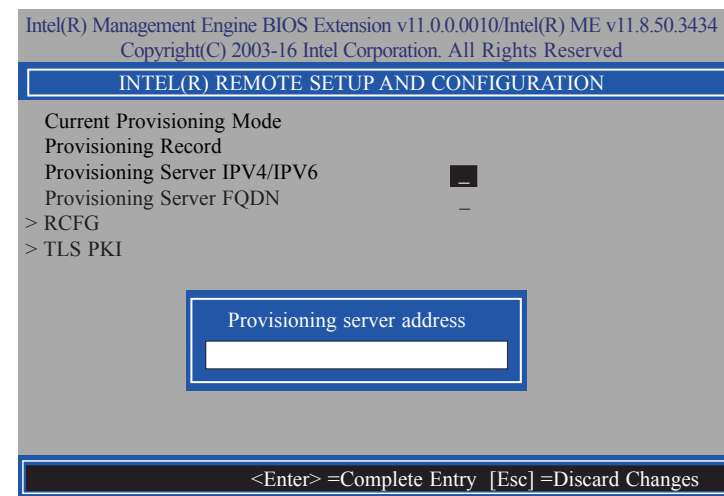 Intel(R) Management Engine BIOS Extension v11.0.0.0010/Intel(R) ME v11.8.50.3434
Copyright(C) 2003-16 Intel Corporation. All Rights Reserved
INTEL(R) REMOTE SETUP AND CONFIGURATION
Current Provisioning Mode
Provisioning Record
Provisioning Server IPV4/IPV6 _
Provisioning Server FQDN _
> RCFG
> TLS PKI
Provisioning server address
<Enter> =Complete Entry [Esc] =Discard Changes